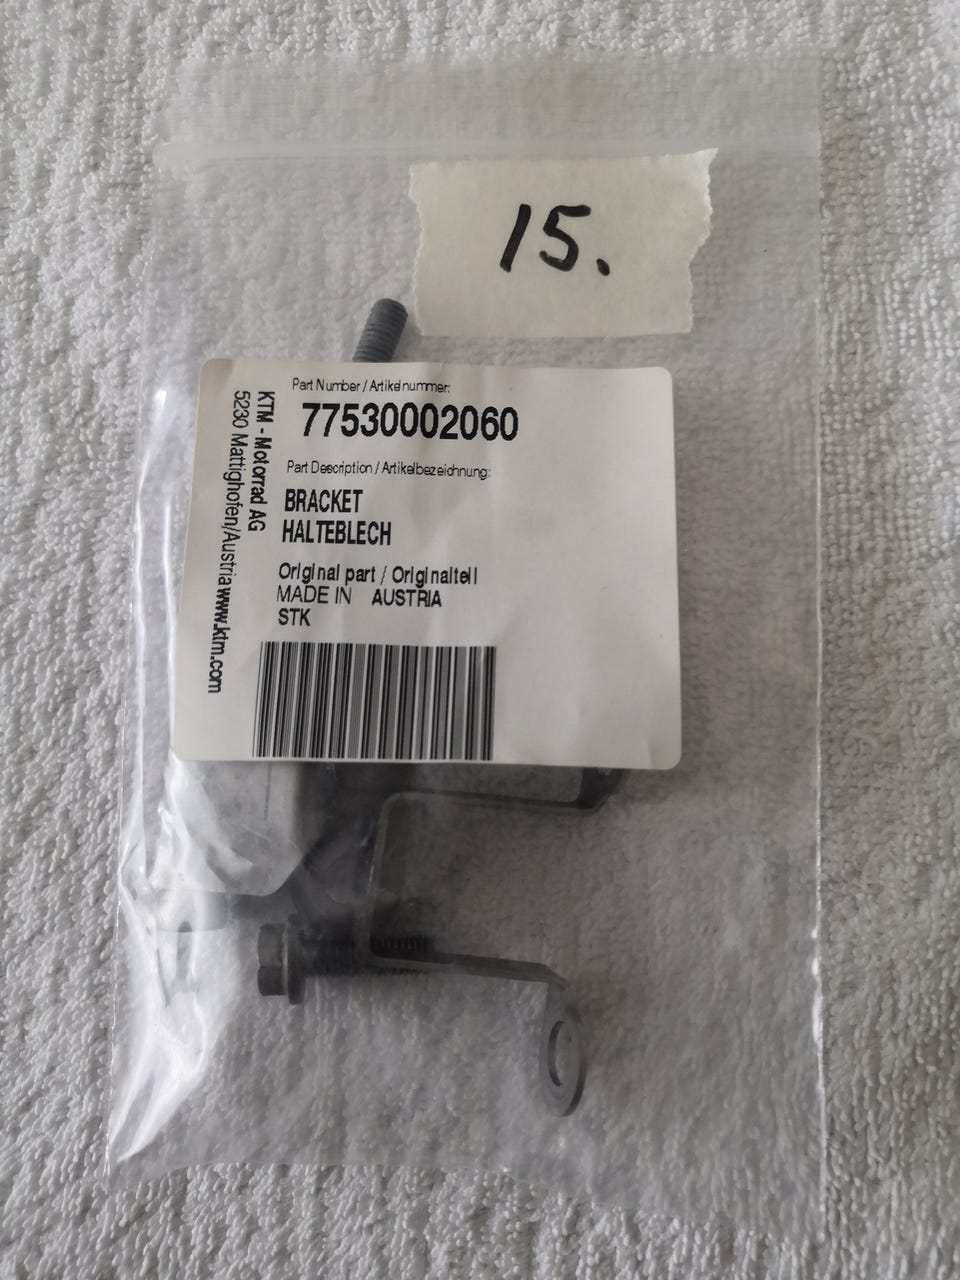 15.
Part Number / Artikelnummer:
77530002060
Part Description / Artikelbezeichnung:
BRACKET
HALTEBLECH
Original part / Originalteil
MADE IN AUSTRIA
STK
KTM - Motorrad AG
5230 Mattighofen/Austria www.ktm.com